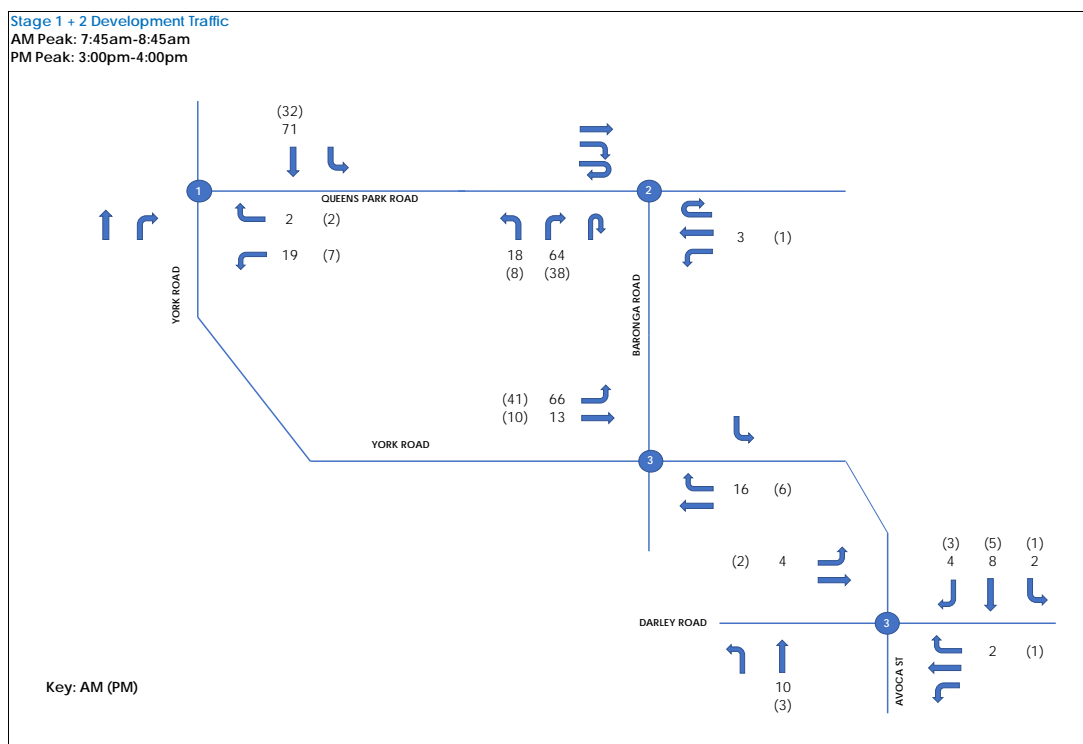 Stage 1 + 2 Development Traffic
AM Peak: 7:45am-8:45am
PM Peak: 3:00pm-4:00pm
(32)
71
1
2
QUEENS PARK ROAD
2 (2)
3 (1)
19 (7)
18 64
(8) (38)
YORK ROAD
BARONGA ROAD
(41) 66
(10) 13
YORK ROAD
3
16 (6)
(3) (5) (1)
(2) 4
4 8 2
DARLEY ROAD
3
2 (1)
AVOCA ST
Key: AM (PM)
10
(3)